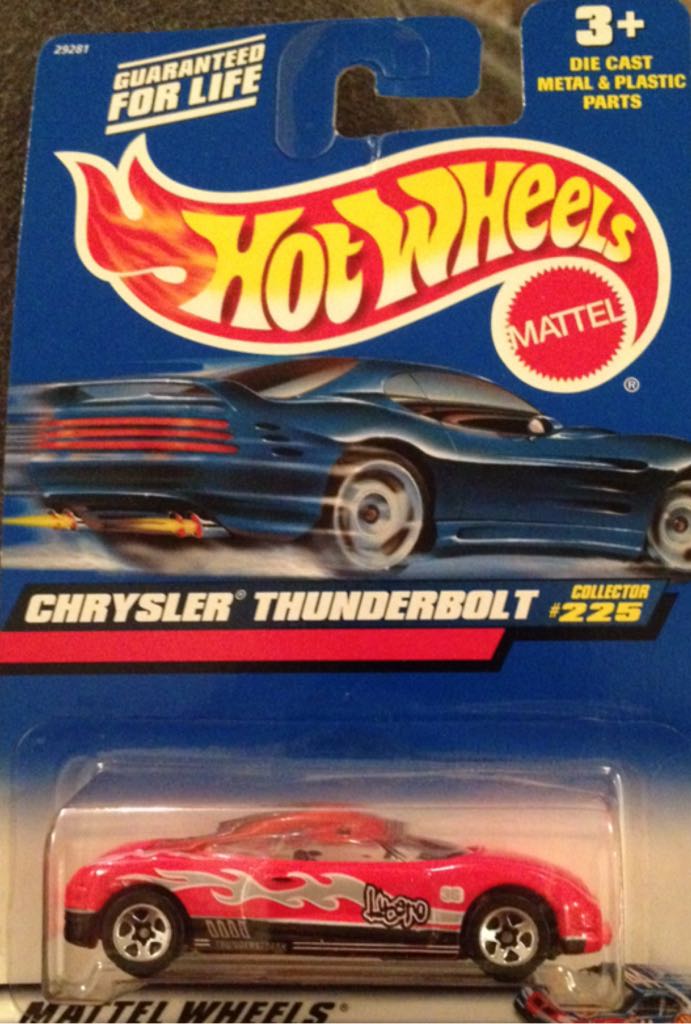 29281
GUARANTEED
FOR LIFE
3+
DIE CAST
METAL & PLASTIC
PARTS
HOT WHEELS
MATTEL
®
CHRYSLER® THUNDERBOLT
COLLECTOR
#225
MATTEL WHEELS®